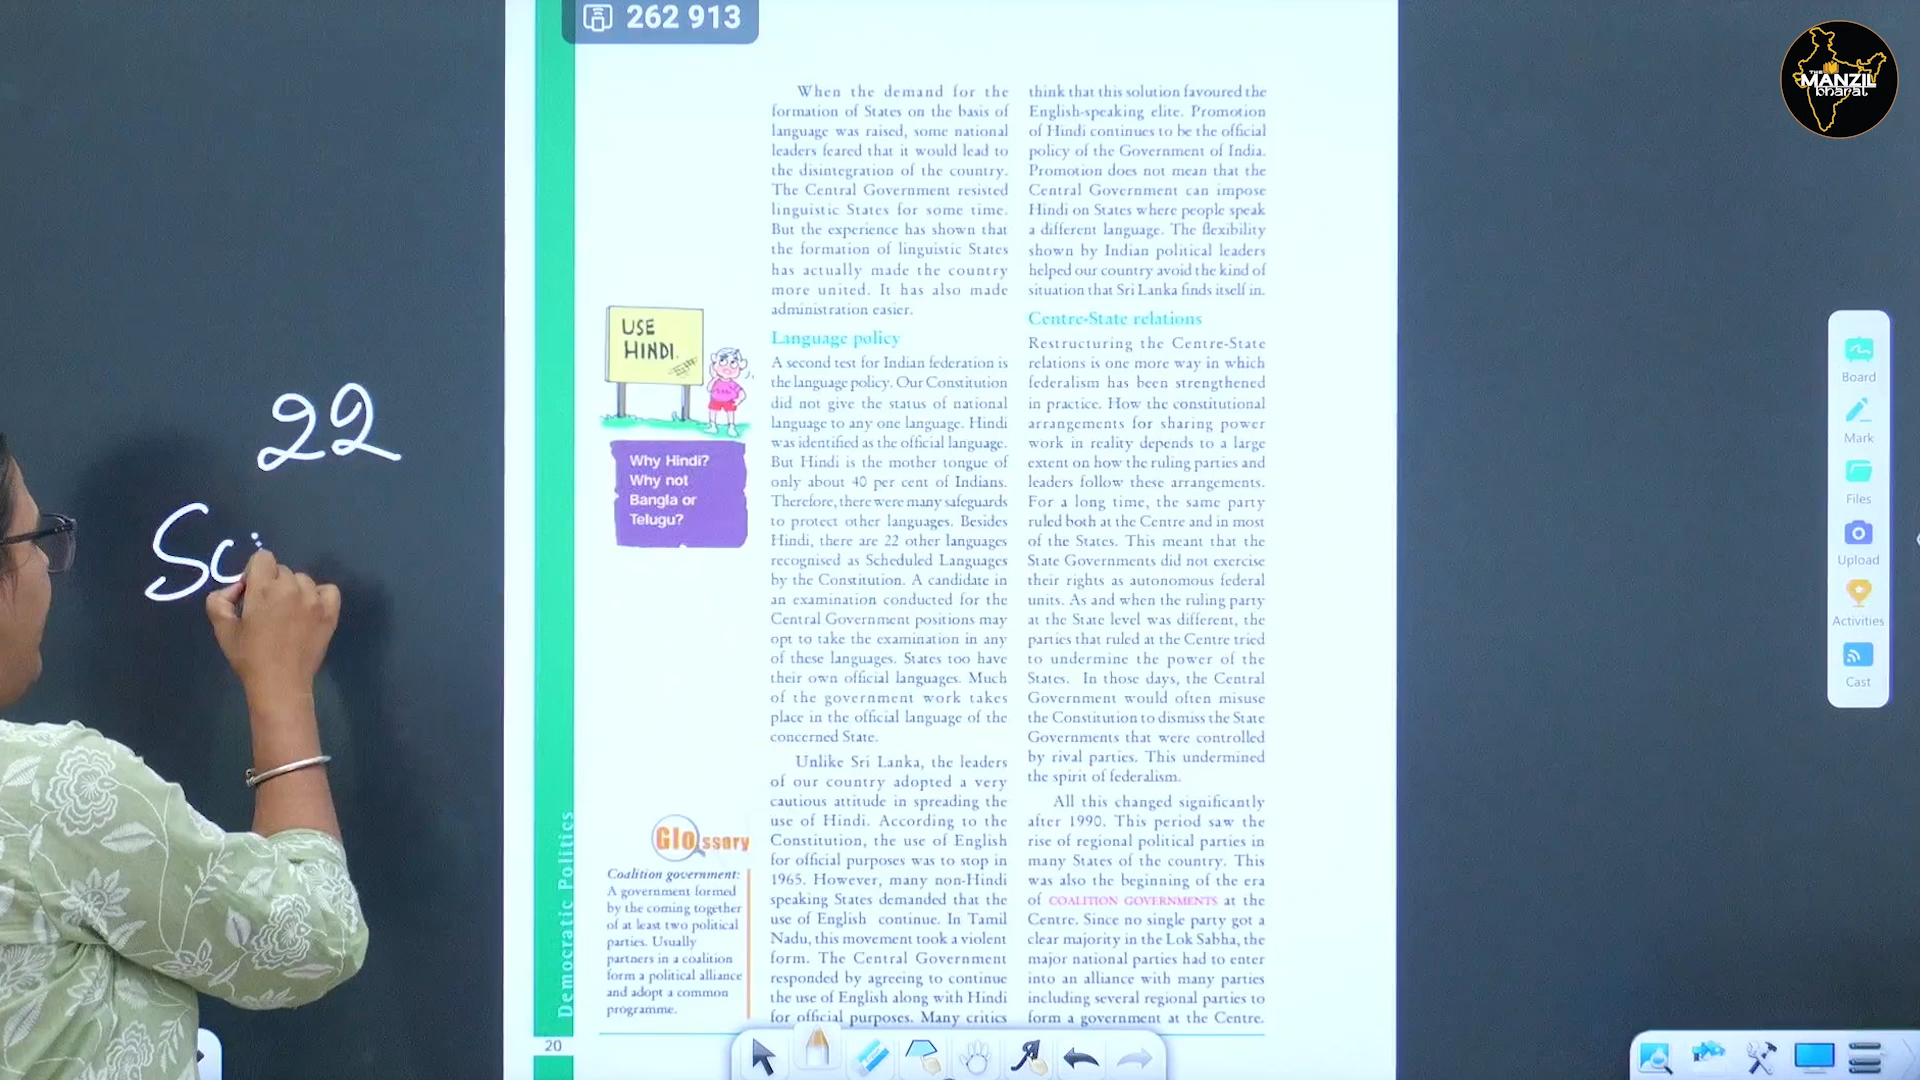 262 913
THE
MANZIL
bharat
When the demand for the
formation of States on the basis of
language was raised, some national
leaders feared that it would lead to
the disintegration of the country.
The Central Government resisted
linguistic States for some time.
But the experience has shown that
the formation of linguistic States
has actually made the country
more united. It has also made
administration easier.
Language policy
A second test for Indian federation is
the language policy. Our Constitution
did not give the status of national
language to any one language. Hindi
was identified as the official language.
But Hindi is the mother tongue of
only about 40 per cent of Indians.
Therefore, there were many safeguards
to protect other languages. Besides
Hindi, there are 22 other languages
recognised as Scheduled Languages
by the Constitution. A candidate in
an examination conducted for the
Central Government positions may
opt to take the examination in any
of these languages. States too have
their own official languages. Much
of the government work takes
place in the official language of the
concerned State.
Unlike Sri Lanka, the leaders
of our country adopted a very
cautious attitude in spreading the
use of Hindi. According to the
Constitution, the use of English
for official purposes was to stop in
1965. However, many non-Hindi
speaking States demanded that the
use of English continue. In Tamil
Nadu, this movement took a violent
form. The Central Government
responded by agreeing to continue
the use of English along with Hindi
for official purposes. Many critics
think that this solution favoured the
English-speaking elite. Promotion
of Hindi continues to be the official
policy of the Government of India.
Promotion does not mean that the
Central Government can impose
Hindi on States where people speak
a different language. The flexibility
shown by Indian political leaders
helped our country avoid the kind of
situation that Sri Lanka finds itself in.
Centre-State relations
Restructuring the Centre-State
relations is one more way in which
federalism has been strengthened
in practice. How the constitutional
arrangements for sharing power
work in reality depends to a large
extent on how the ruling parties and
leaders follow these arrangements.
For a long time, the same party
ruled both at the Centre and in most
of the States. This meant that the
State Governments did not exercise
their rights as autonomous federal
units. As and when the ruling party
at the State level was different, the
parties that ruled at the Centre tried
to undermine the power of the
States. In those days, the Central
Government would often misuse
the Constitution to dismiss the State
Governments that were controlled
by rival parties. This undermined
the spirit of federalism.
All this changed significantly
after 1990. This period saw the
rise of regional political parties in
many States of the country. This
was also the beginning of the era
of COALITION GOVERNMENTS at the
Centre. Since no single party got a
clear majority in the Lok Sabha, the
major national parties had to enter
into an alliance with many parties
including several regional parties to
form a government at the Centre.
USE
HINDI.
Why Hindi?
Why not
Bangla or
Telugu?
Glossary
Coalition government:
A government formed
by the coming together
of at least two political
parties. Usually
partners in a coalition
form a political alliance
and adopt a common
programme.
Democratic Politics
20
22
Sc
Board
Mark
Files
Upload
Activities
Cast